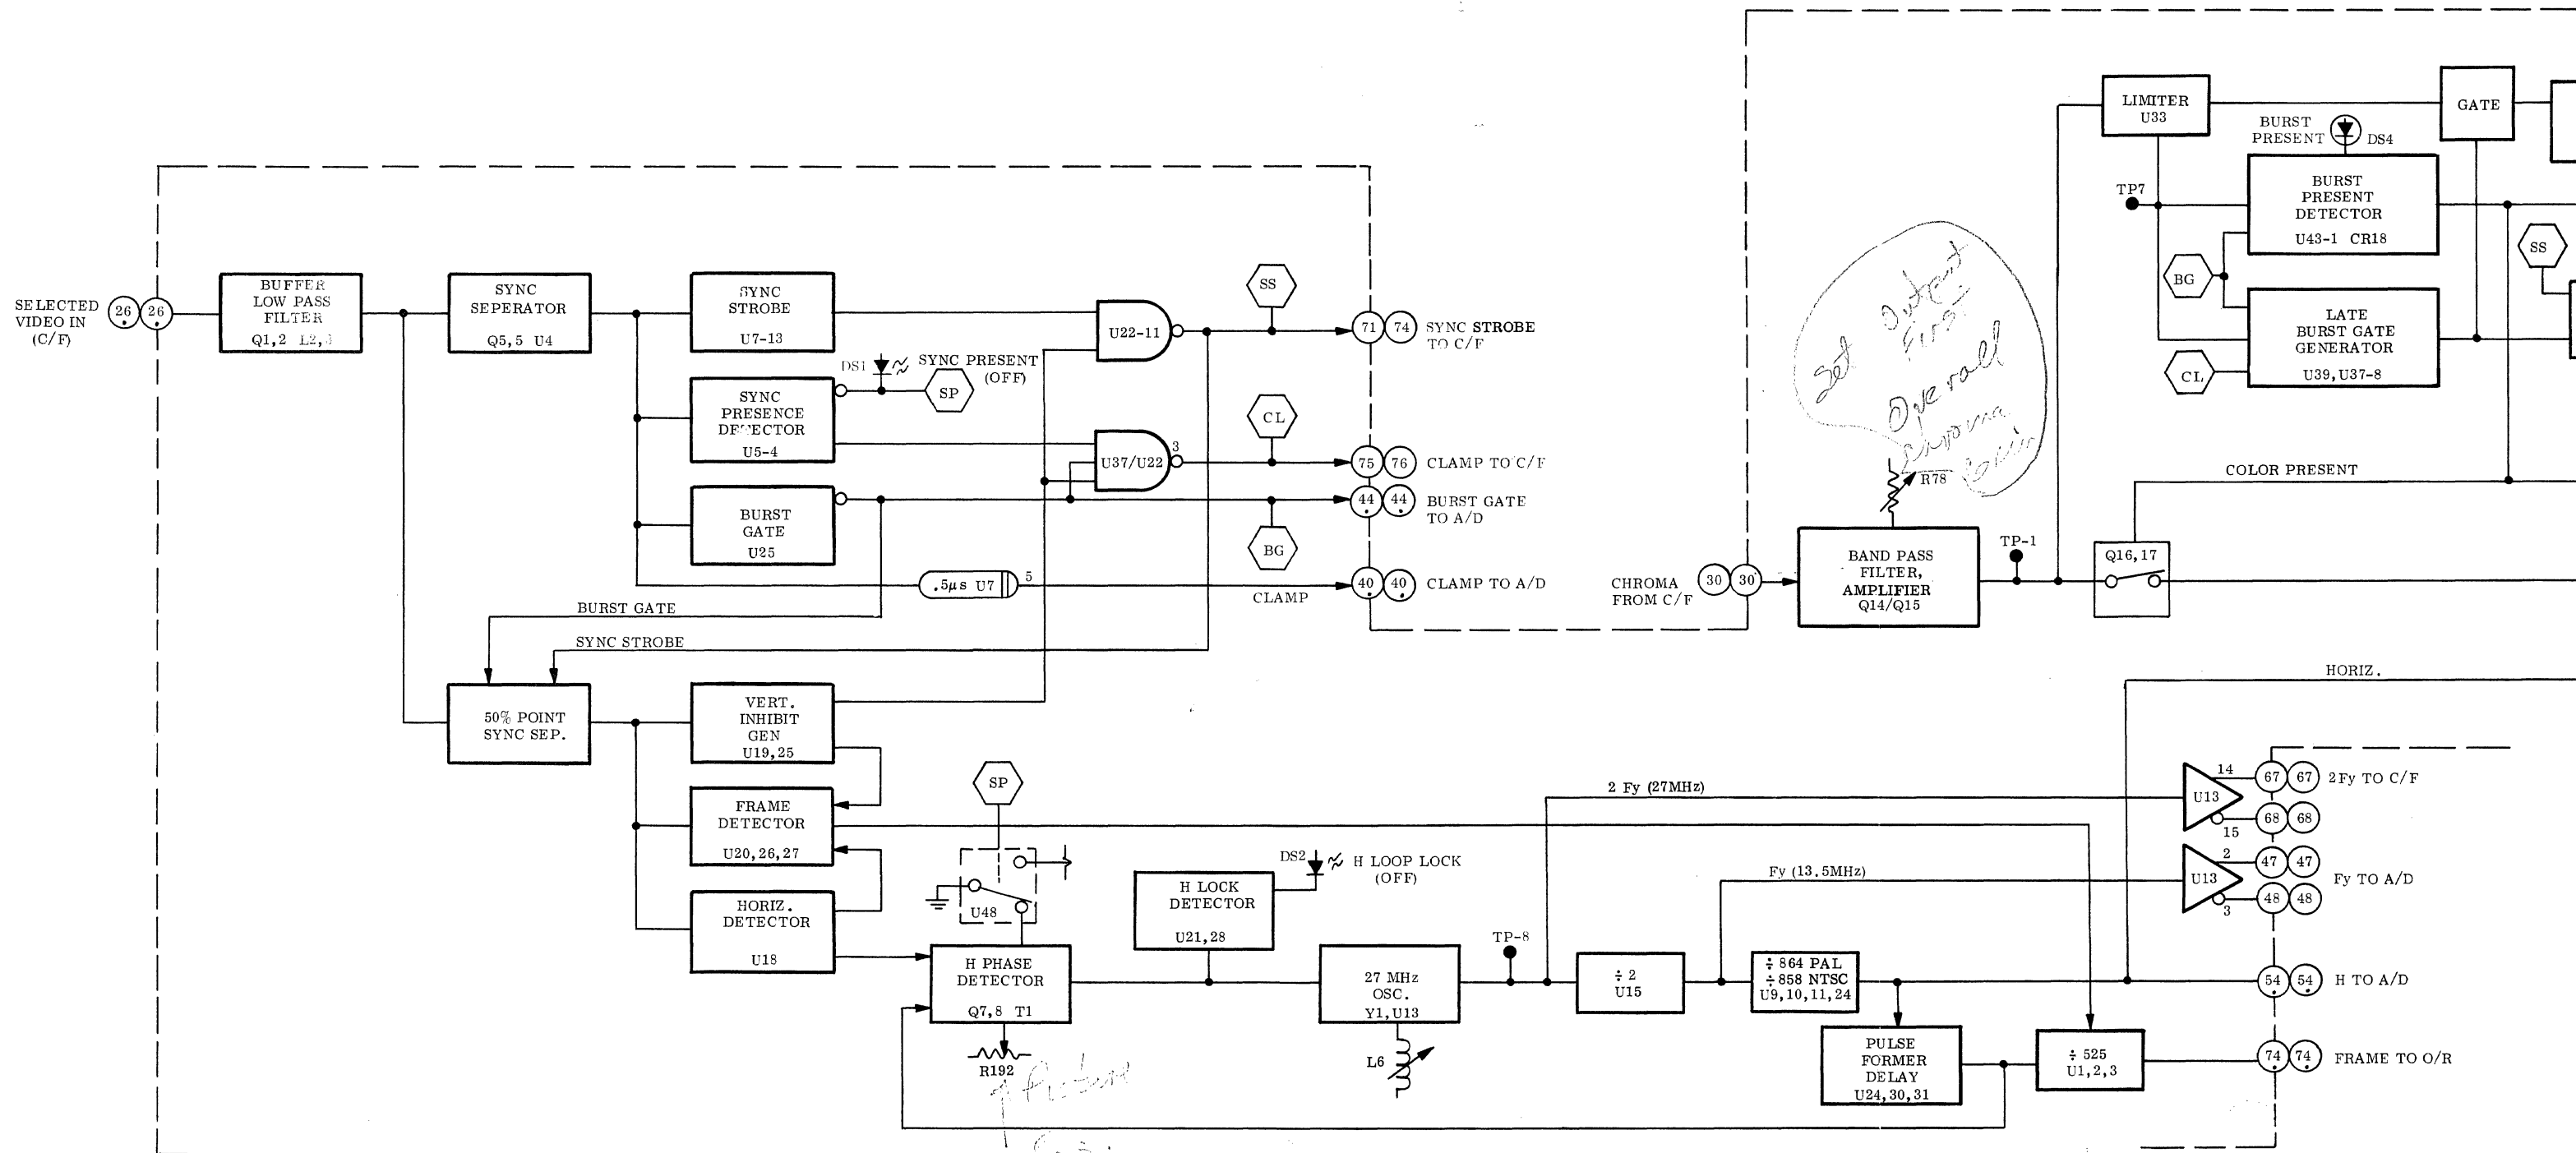 SELECTED
VIDEO IN
(C/F)
26
26
BUFFER
LOW PASS
FILTER
Q1,2 L2,
SYNC
SEPERATOR
Q5,5 U4
SYNC
STROBE
U7-13
DS1
SYNC PRESENT
(OFF)
SP
SYNC
PRESENCE
DETECTOR
U5-4
BURST
GATE
U25
.5μs U7
5
U22-11
U37/U22
3
SS
CL
BG
71
74
SYNC STROBE
TO C/F
75
76
CLAMP TO C/F
44
44
BURST GATE
TO A/D
40
40
CLAMP TO A/D
CLAMP
BURST GATE
SYNC STROBE
50% POINT
SYNC SEP.
VERT.
INHIBIT
GEN
U19,25
FRAME
DETECTOR
U20,26,27
HORIZ.
DETECTOR
U18
SP
U48
H PHASE
DETECTOR
Q7,8 T1
R192
H LOCK
DETECTOR
U21,28
DS2
H LOOP LOCK
(OFF)
27 MHz
OSC.
Y1,U13
L6
TP-8
÷ 2
U15
÷ 864 PAL
÷ 858 NTSC
U9,10,11,24
PULSE
FORMER
DELAY
U24,30,31
÷ 525
U1,2,3
2 Fy (27MHz)
Fy (13.5MHz)
U13
14
15
U13
2
3
67
67
2Fy TO C/F
68
68
47
47
Fy TO A/D
48
48
54
54
H TO A/D
74
74
FRAME TO O/R
HORIZ.
CHROMA
FROM C/F
30
30
BAND PASS
FILTER,
AMPLIFIER
Q14/Q15
R78
Set Output
First
Overall
Chroma
Gain
TP-1
Q16,17
COLOR PRESENT
LIMITER
U33
GATE
BURST
PRESENT
DS4
TP7
BURST
PRESENT
DETECTOR
U43-1 CR18
BG
LATE
BURST GATE
GENERATOR
U39,U37-8
CL
SS